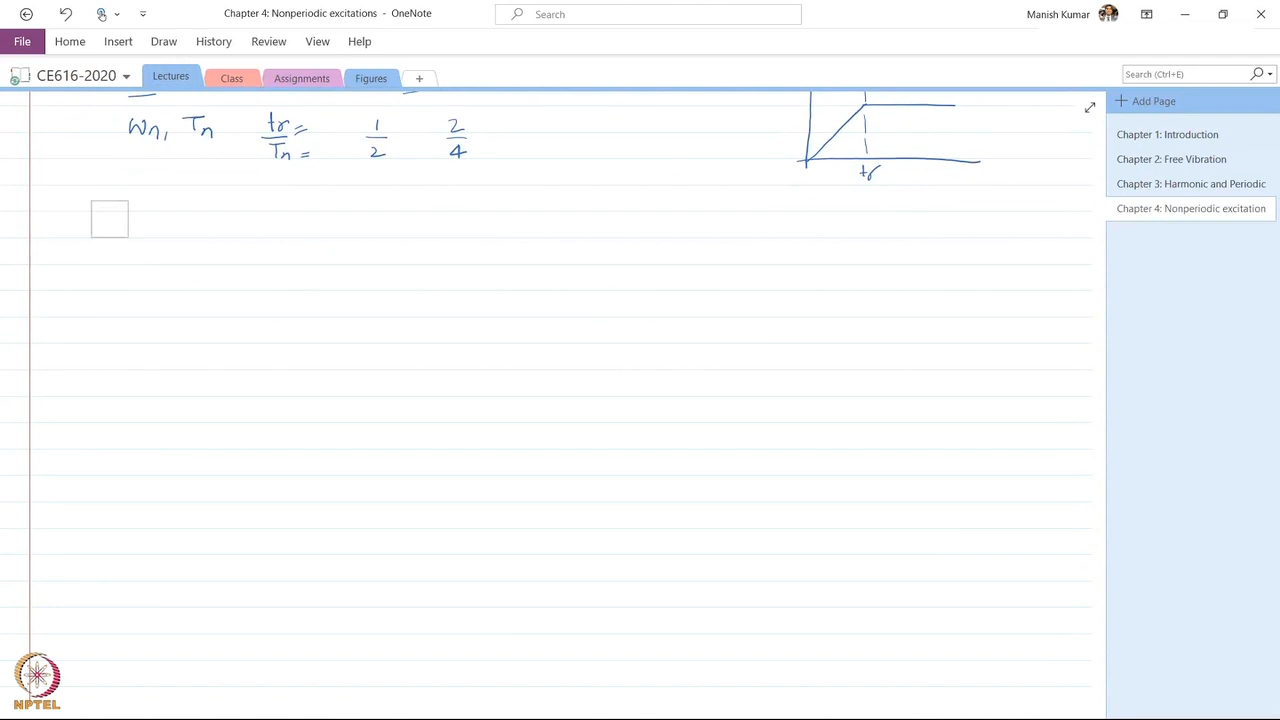 Chapter 4: Nonperiodic excitations - OneNote
Search
Manish Kumar
File Home Insert Draw History Review View Help
CE616-2020
Lectures Class Assignments Figures +
Search (Ctrl+E)
ωn, Tn tr/Tn = = 1/2 2/4
tr
Add Page
Chapter 1: Introduction
Chapter 2: Free Vibration
Chapter 3: Harmonic and Periodic
Chapter 4: Nonperiodic excitation
NPTEL